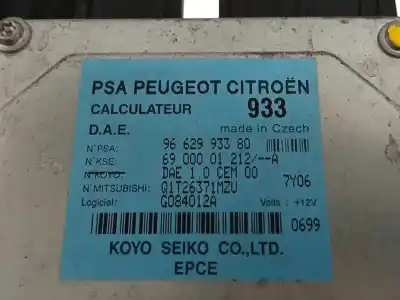 PSA PEUGEOT CITROËN
CALCULATEUR 933
D.A.E. made in Czech
N°PSA: 96 629 933 80
N°KSE: 69 000 01 212/--A
N°KOYO: DAE 1.0 CEM 00
N°MITSUBISHI: Q1T26371MZU 7Y06
Logiciel: G084012A Volts : +12V
0699
KOYO SEIKO CO.,LTD.
EPCE